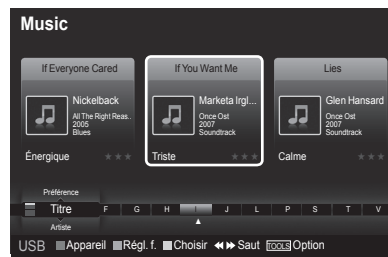 Music
If Everyone Cared
If You Want Me
Lies
Nickelback
All The Right Reas..
2005
Blues
Énergique
Marketa Irgl...
Once Ost
2007
Soundtrack
Triste
Glen Hansard
Once Ost
2007
Soundtrack
Calme
Préférence
Titre F G H I J L P S T V
Artiste
USB Appareil Régl. f. Choisir Saut TOOLS Option